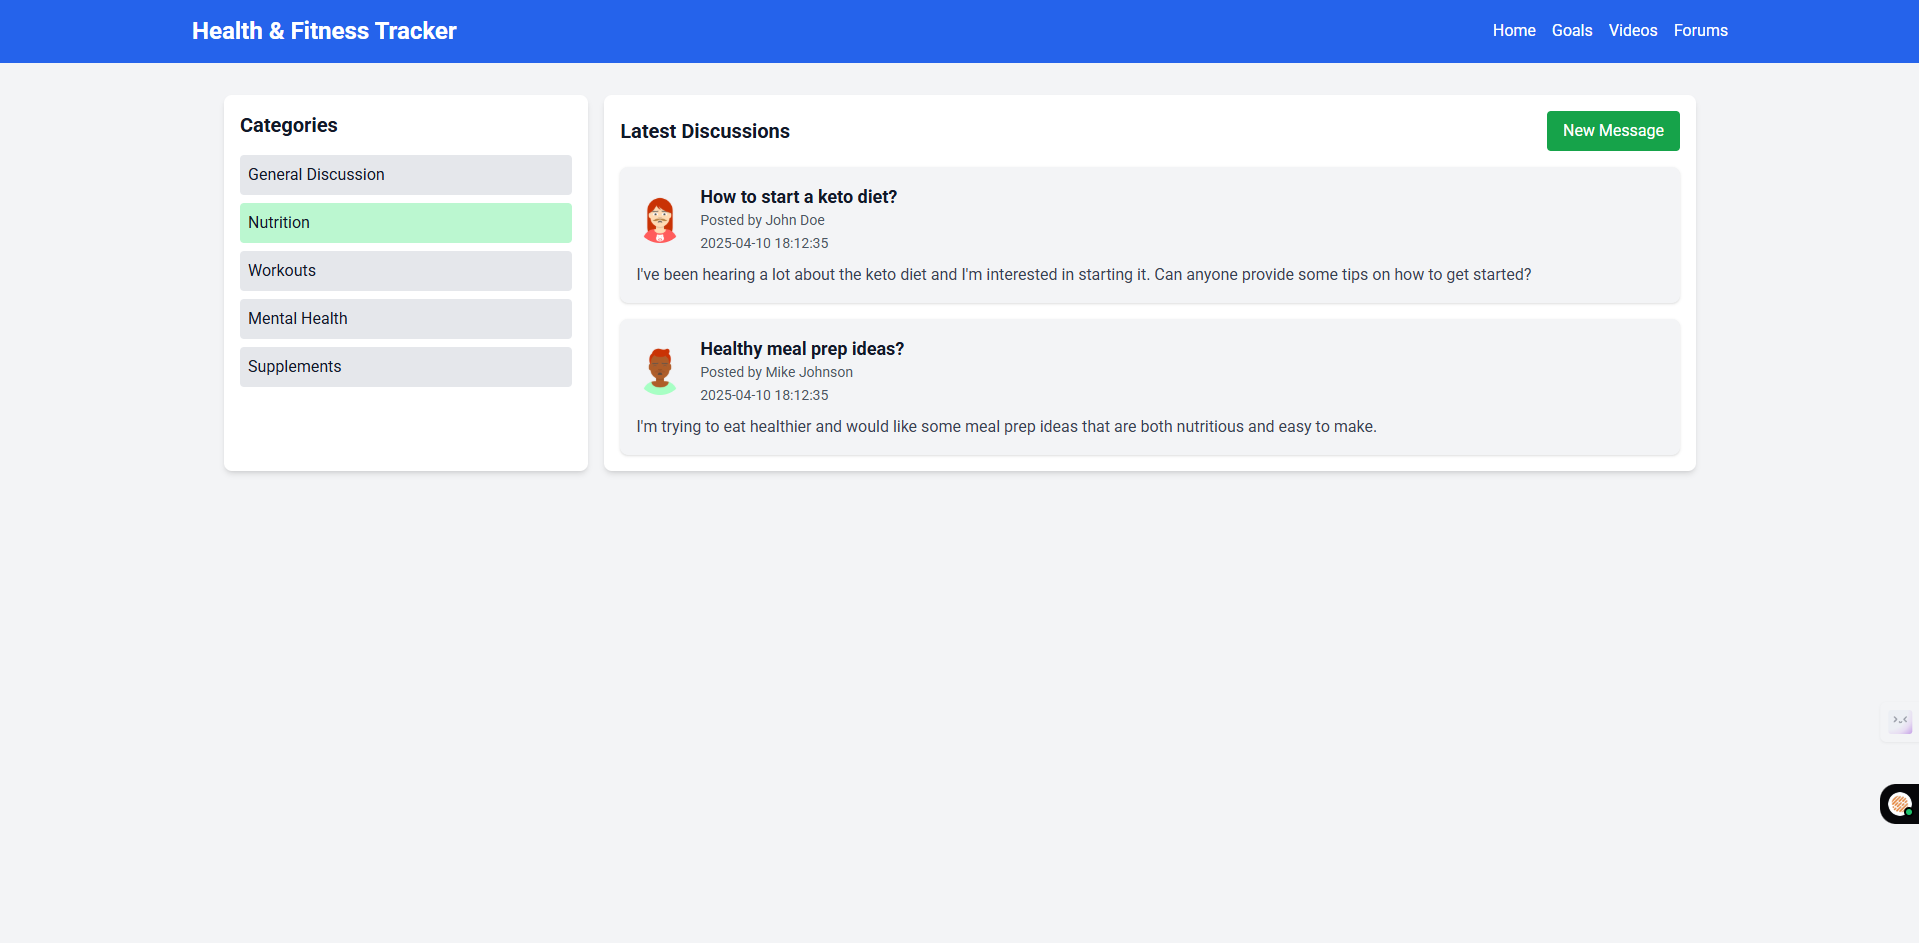 Health & Fitness Tracker
Home Goals Videos Forums
Categories
General Discussion
Nutrition
Workouts
Mental Health
Supplements
Latest Discussions
New Message
How to start a keto diet?
Posted by John Doe
2025-04-10 18:12:35
I've been hearing a lot about the keto diet and I'm interested in starting it. Can anyone provide some tips on how to get started?
Healthy meal prep ideas?
Posted by Mike Johnson
2025-04-10 18:12:35
I'm trying to eat healthier and would like some meal prep ideas that are both nutritious and easy to make.